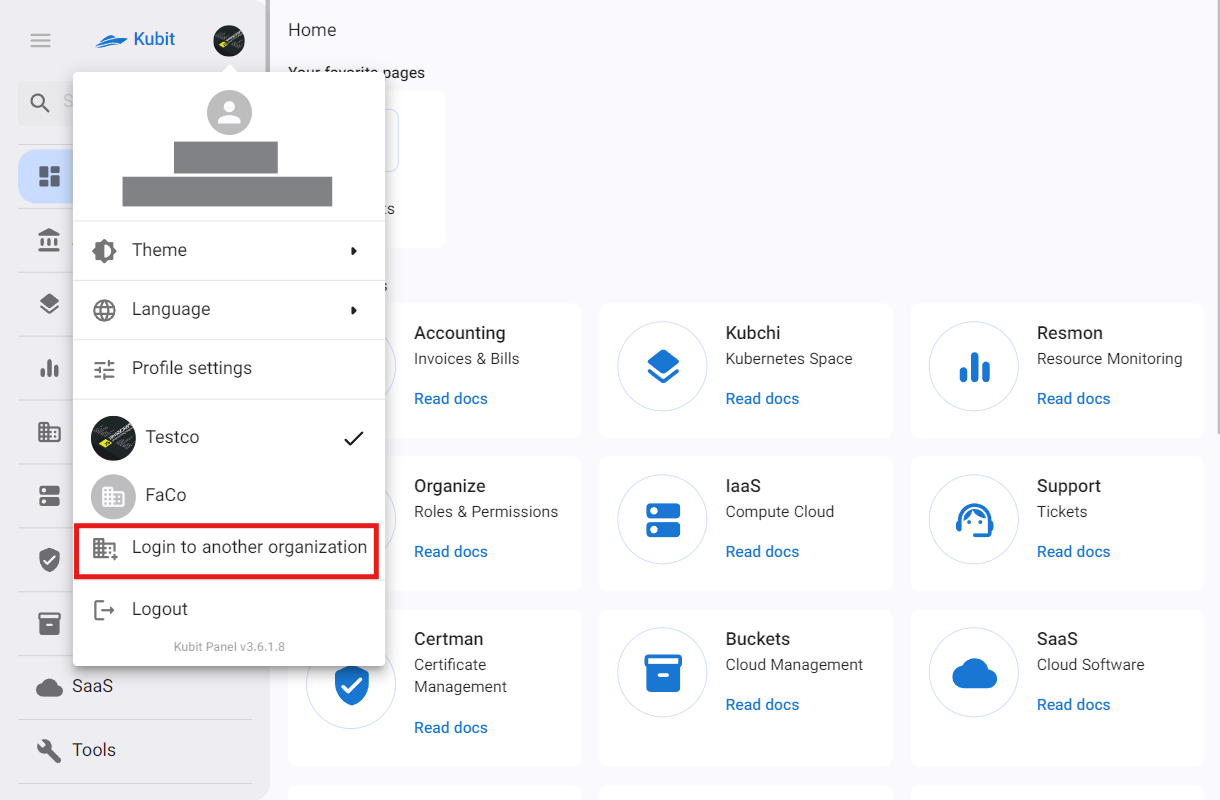 Kubit
Home
Your favorite pages
S
Theme
Language
Profile settings
Testco
FaCo
Login to another organization
Logout
Kubit Panel v3.6.1.8
SaaS
Tools
Accounting
Invoices & Bills
Read docs
Kubchi
Kubernetes Space
Read docs
Resmon
Resource Monitoring
Read docs
Organize
Roles & Permissions
Read docs
IaaS
Compute Cloud
Read docs
Support
Tickets
Read docs
Certman
Certificate
Management
Read docs
Buckets
Cloud Management
Read docs
SaaS
Cloud Software
Read docs